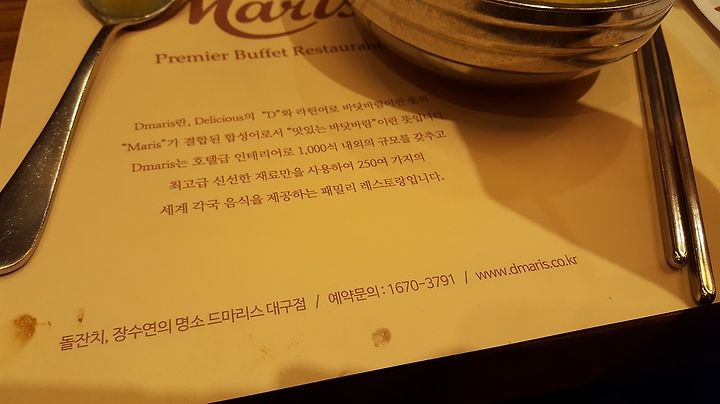 Maris
Premier Buffet Restaurant
Dmaris란, Delicious의 “D”와 라틴어로 바닷바람이란 뜻의
“Maris”가 결합된 합성어로서 “맛있는 바닷바람”이란 뜻입니다.
Dmaris는 호텔급 인테리어로 1,000석 내외의 규모를 갖추고
최고급 신선한 재료만을 사용하여 250여 가지의
세계 각국 음식을 제공하는 패밀리 레스토랑입니다.
돌잔치, 장수연의 명소 드마리스 대구점 / 예약문의 : 1670-3791 / www.dmaris.co.kr